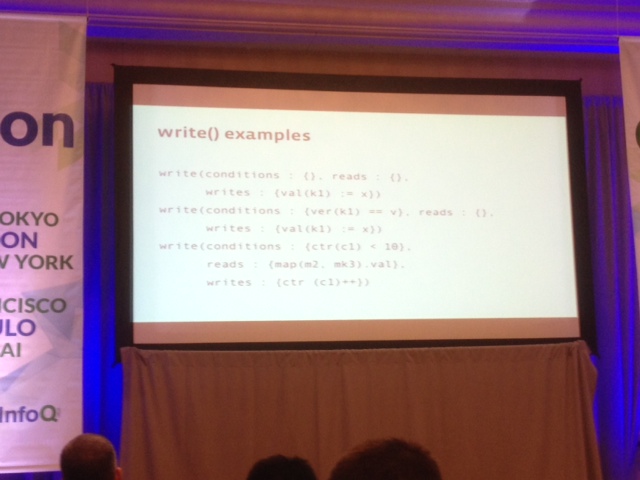 on
OKYO
ON
W YORK
CISCO
ULO
AI
InfoQ
write() examples
write(conditions : {}, reads : {},
writes : {val(k1) := x})
write(conditions : {ver(k1) == v}, reads : {},
writes : {val(k1) := x})
write(conditions : {ctr(c1) < 10},
reads : {map(m2, mk3).val},
writes : {ctr (c1)++})